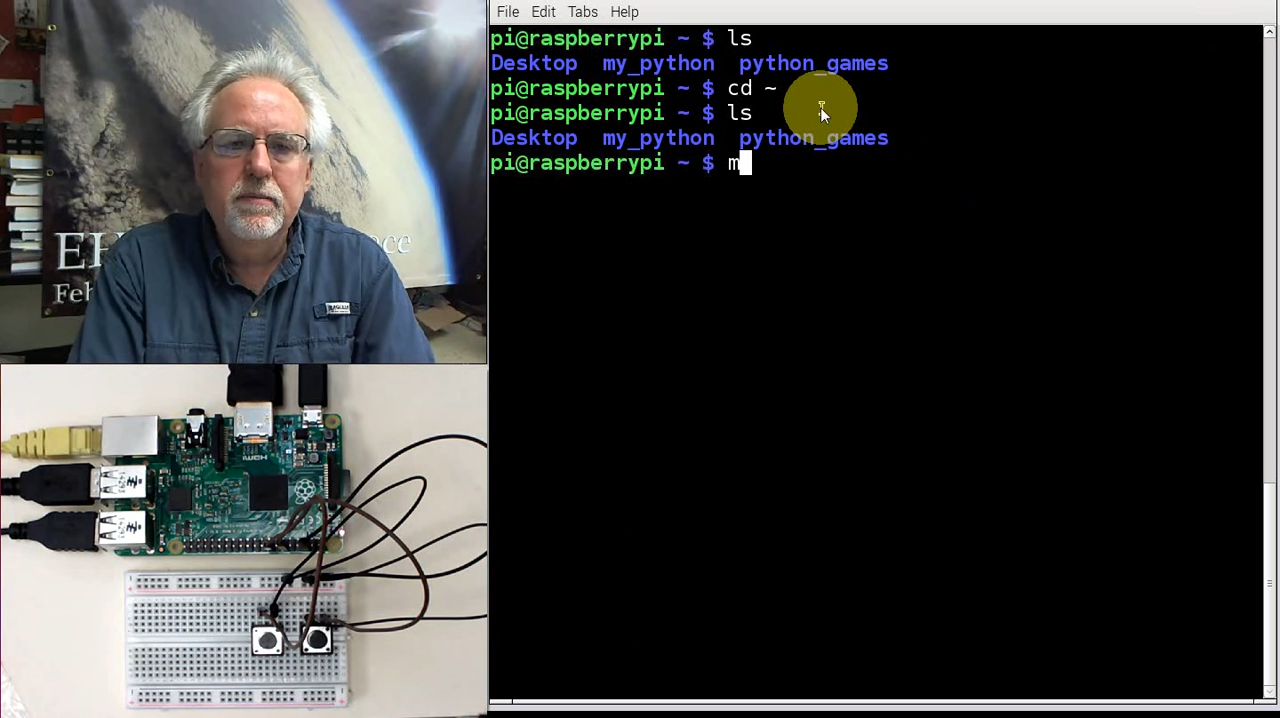 File Edit Tabs Help
pi@raspberrypi ~ $ ls
Desktop my_python python_games
pi@raspberrypi ~ $ cd ~
pi@raspberrypi ~ $ ls
Desktop my_python python_games
pi@raspberrypi ~ $ m
HDMI